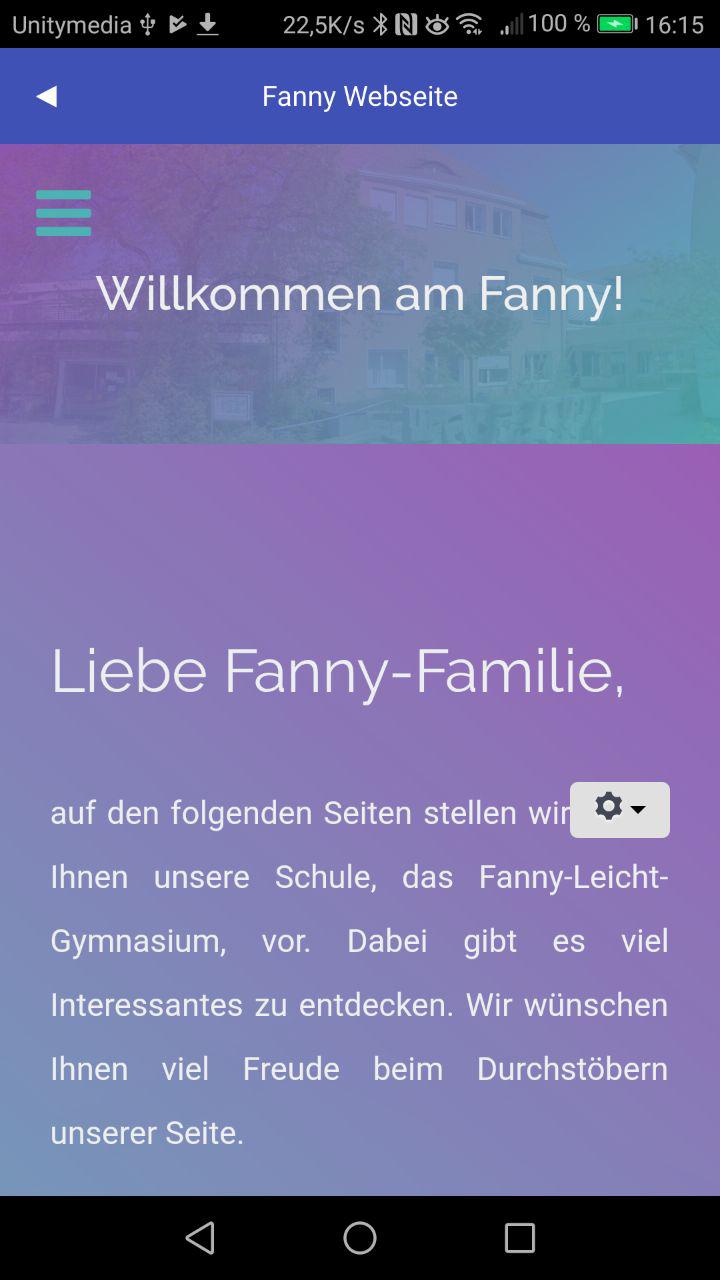 Unitymedia 22,5K/s 100 % 16:15
Fanny Webseite
Willkommen am Fanny!
Liebe Fanny-Familie,
auf den folgenden Seiten stellen wir
Ihnen unsere Schule, das Fanny-Leicht-
Gymnasium, vor. Dabei gibt es viel
Interessantes zu entdecken. Wir wünschen
Ihnen viel Freude beim Durchstöbern
unserer Seite.